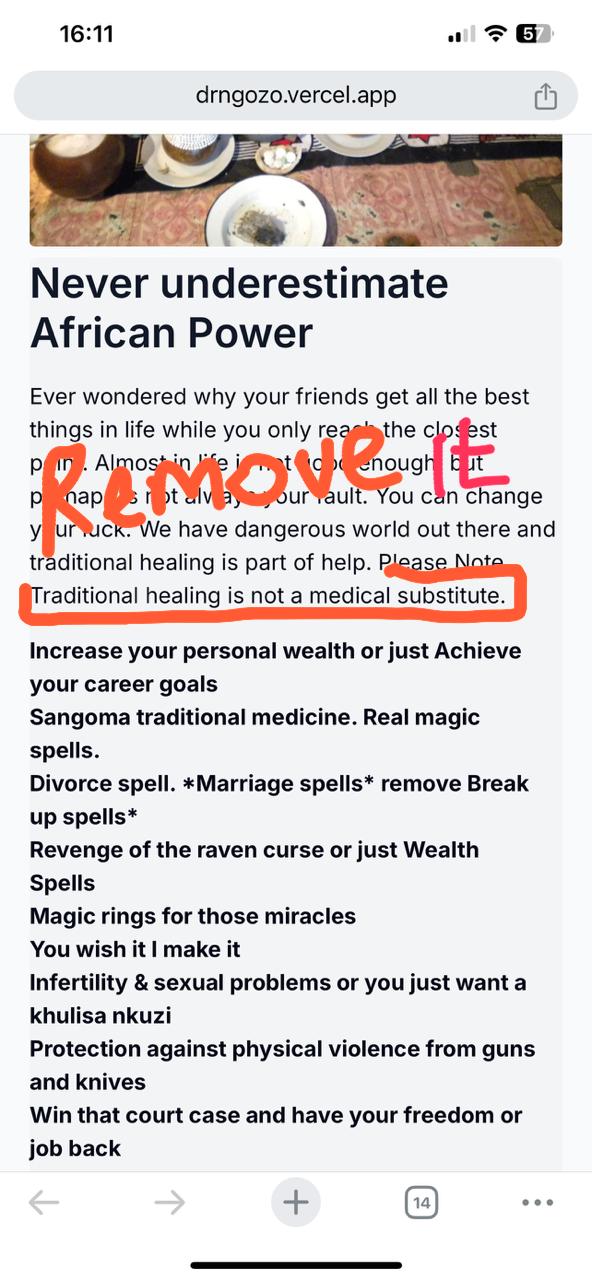 16:11
57
drngozo.vercel.app
Never underestimate
African Power
Ever wondered why your friends get all the best
things in life while you only reach the closest
Almost in life is not good enough, but
perhaps not always your fault. You can change
your luck. We have dangerous world out there and
traditional healing is part of help. Please Note
Traditional healing is not a medical substitute.
Remove It
Increase your personal wealth or just Achieve
your career goals
Sangoma traditional medicine. Real magic
spells.
Divorce spell. *Marriage spells* remove Break
up spells*
Revenge of the raven curse or just Wealth
Spells
Magic rings for those miracles
You wish it I make it
Infertility & sexual problems or you just want a
khulisa nkuzi
Protection against physical violence from guns
and knives
Win that court case and have your freedom or
job back
14